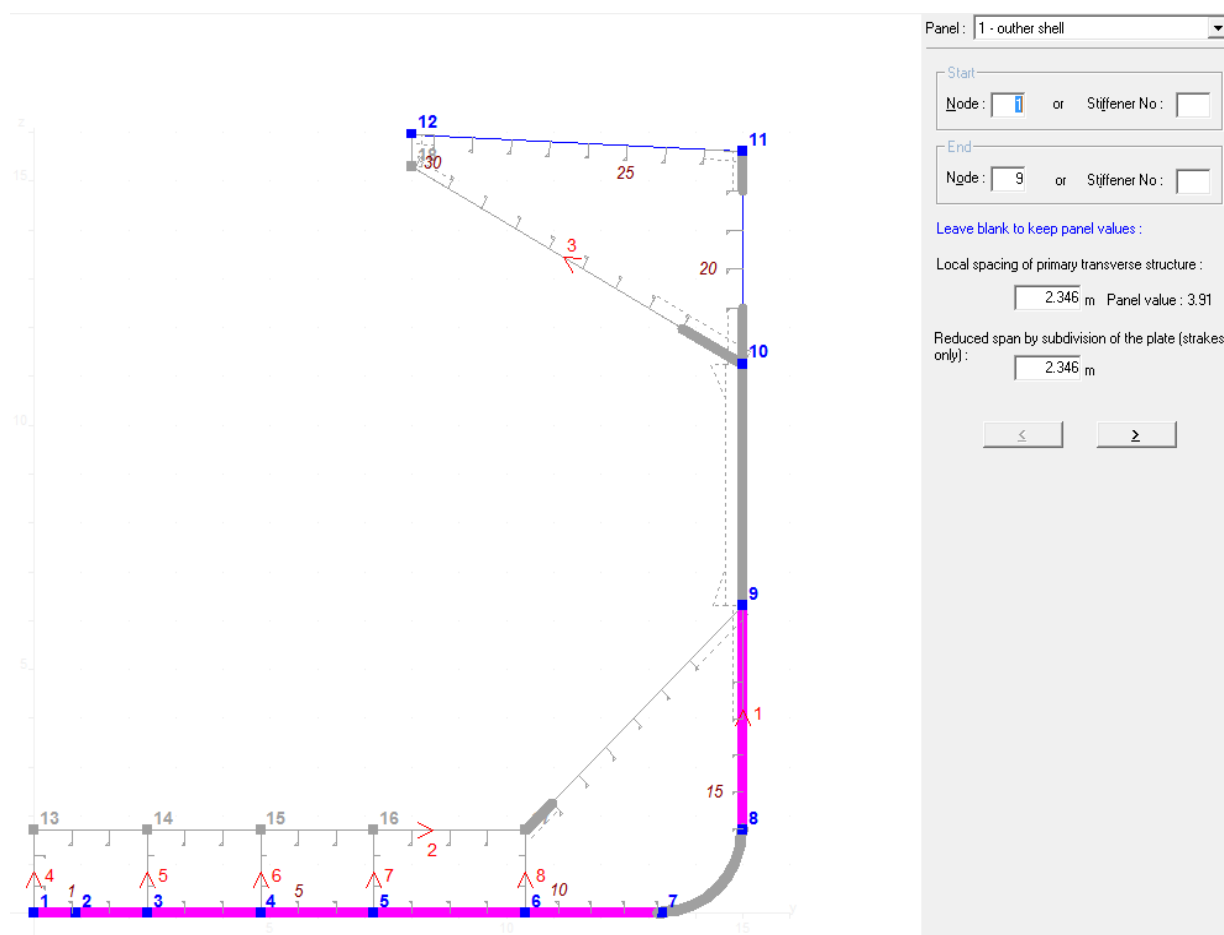 Panel : 1 - outher shell
Start
Node : 1 or Stiffener No :
End
Node : 9 or Stiffener No :
Leave blank to keep panel values :
Local spacing of primary transverse structure :
2.346 m Panel value : 3.91
Reduced span by subdivision of the plate (strakes
only) :
2.346 m
< >
z
12
11
18
30
25
15
3
20
10
10
9
5
1
15
13 14 15 16
8
2
4 5 6 7 8
1 5 10
1 2 3 4 5 6 7
5 10 15 y